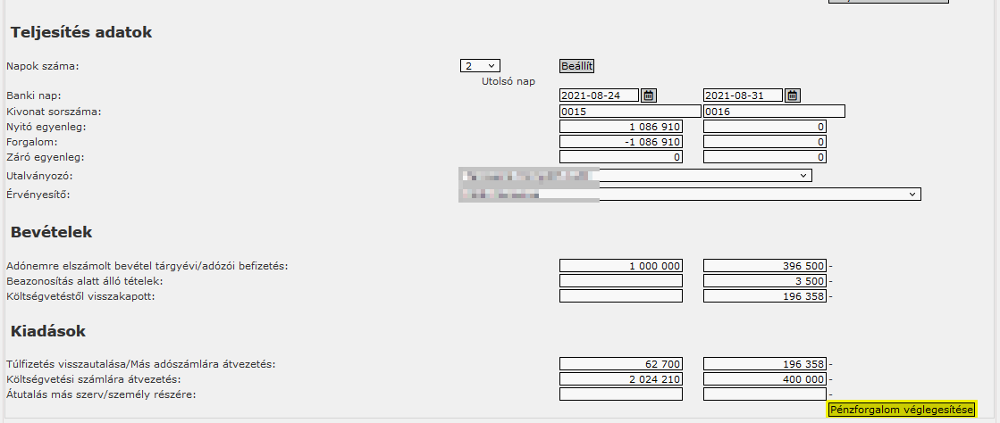 Teljesítés adatok
Napok száma: 2 Beállít
Utolsó nap
Banki nap: 2021-08-24 2021-08-31
Kivonat sorszáma: 0015 0016
Nyitó egyenleg: 1 086 910 0
Forgalom: -1 086 910 0
Záró egyenleg: 0 0
Utalványozó:
Érvényesítő:
Bevételek
Adónemre elszámolt bevétel tárgyévi/adózói befizetés: 1 000 000 396 500 -
Beazonosítás alatt álló tételek: 3 500 -
Költségvetéstől visszakapott: 196 358 -
Kiadások
Túlfizetés visszautalása/Más adószámlára átvezetés: 62 700 196 358 -
Költségvetési számlára átvezetés: 2 024 210 400 000 -
Átutalás más szerv/személy részére: -
Pénzforgalom véglegesítése